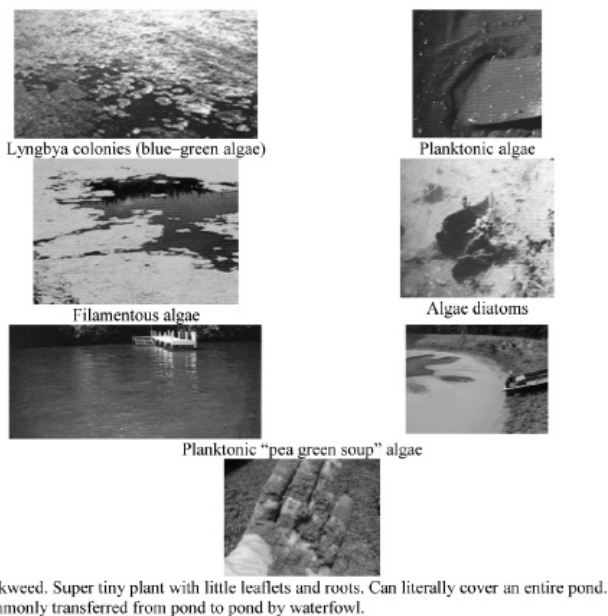 Lyngbya colonies (blue–green algae)
Planktonic algae
Filamentous algae
Algae diatoms
Planktonic “pea green soup” algae
kweed. Super tiny plant with little leaflets and roots. Can literally cover an entire pond.
nmonly transferred from pond to pond by waterfowl.